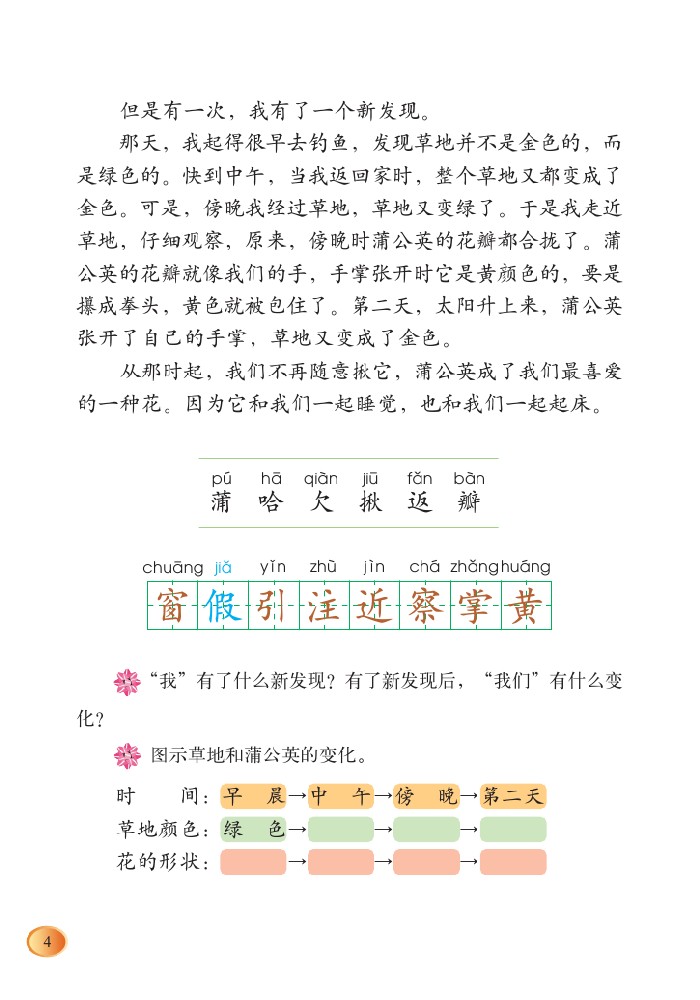 但是有一次，我有了一个新发现。
那天，我起得很早去钓鱼，发现草地并不是金色的，而
是绿色的。快到中午，当我返回家时，整个草地又都变成了
金色。可是，傍晚我经过草地，草地又变绿了。于是我走近
草地，仔细观察，原来，傍晚时蒲公英的花瓣都合拢了。蒲
公英的花瓣就像我们的手，手掌张开时它是黄颜色的，要是
攥成拳头，黄色就被包住了。第二天，太阳升上来，蒲公英
张开了自己的手掌，草地又变成了金色。
从那时起，我们不再随意揪它，蒲公英成了我们最喜爱
的一种花。因为它和我们一起睡觉，也和我们一起起床。
pú hā qiàn jiū fǎn bàn
蒲 哈 欠 揪 返 瓣
chuāng jiǎ yǐn zhù jìn chá zhǎng huáng
窗 假 引 注 近 察 掌 黄
“我”有了什么新发现？有了新发现后，“我们”有什么变
化？
图示草地和蒲公英的变化。
时 间：早 晨→中 午→傍 晚→第二天
草地颜色：绿 色→ → →
花的形状： → → →
4